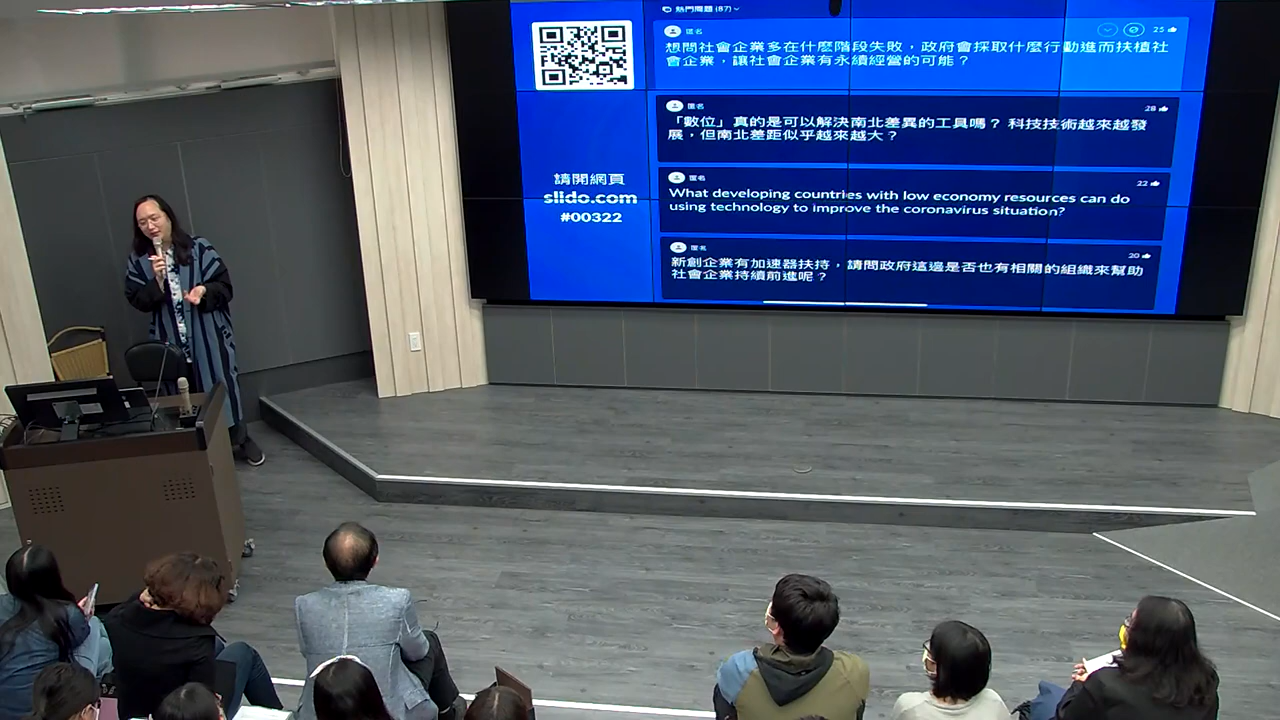 熱門問題 (87)
匿名
25
想問社會企業多在什麼階段失敗，政府會採取什麼行動進而扶植社
會企業，讓社會企業有永續經營的可能？
匿名
28
「數位」真的是可以解決南北差異的工具嗎？ 科技技術越來越發
展，但南北差距似乎越來越大？
匿名
22
What developing countries with low economy resources can do
using technology to improve the coronavirus situation?
匿名
20
新創企業有加速器扶持，請問政府這邊是否也有相關的組織來幫助
社會企業持續前進呢？
請開網頁
slido.com
#00322